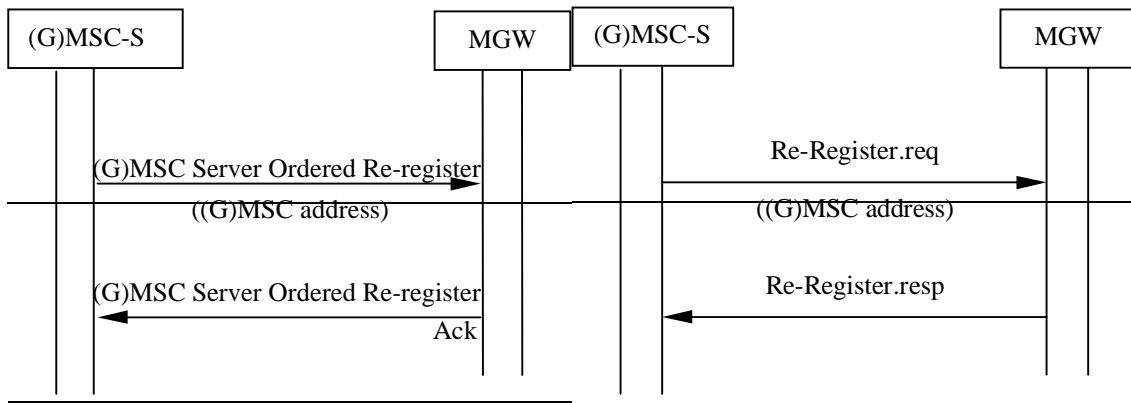 (G)MSC-S
MGW
(G)MSC Server Ordered Re-register
((G)MSC address)
(G)MSC Server Ordered Re-register
Ack
(G)MSC-S
MGW
Re-Register.req
((G)MSC address)
Re-Register.resp